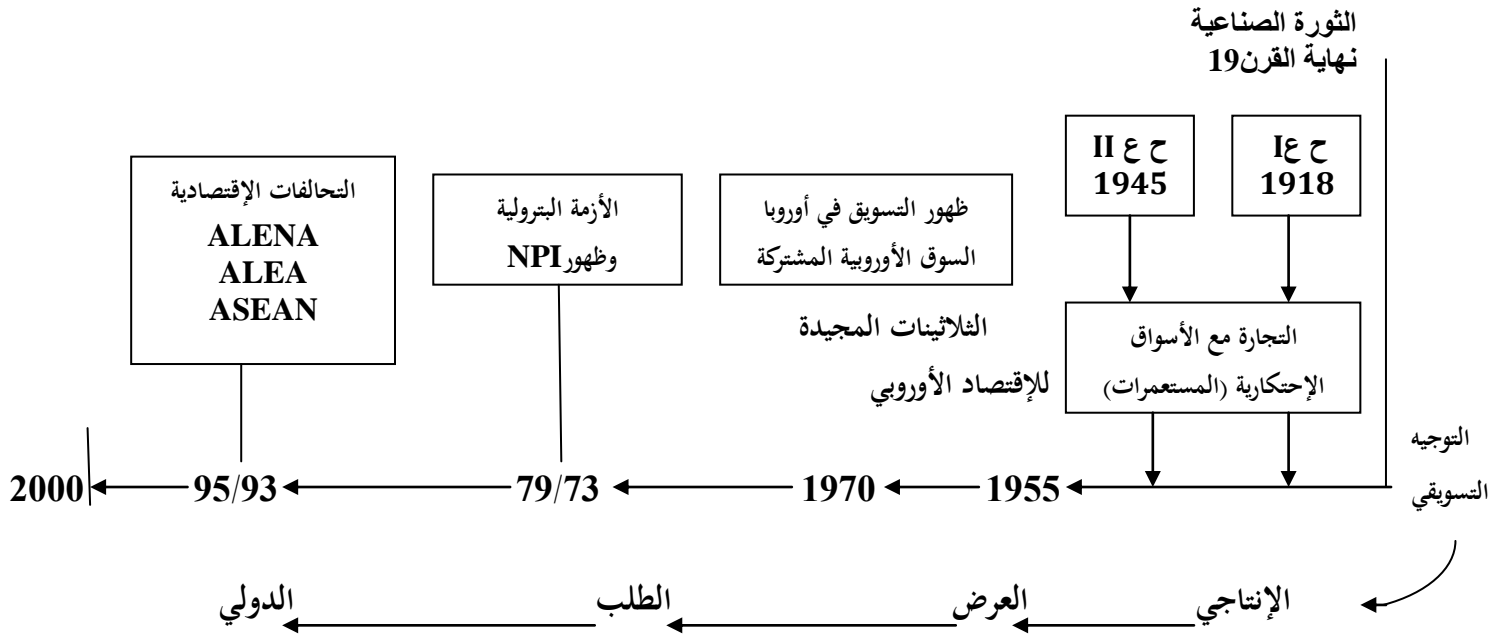 الثورة الصناعية
نهاية القرن19
ح عI
1918
ح ع II
1945
التجارة مع الأسواق
الإحتكارية (المستعمرات)
ظهور التسويق في أوروبا
السوق الأوروبية المشتركة
الثلاثينات المجيدة
للإقتصاد الأوروبي
الأزمة البترولية
وظهورNPI
التحالفات الإقتصادية
ALENA
ALEA
ASEAN
التوجيه
التسويقي
1955
1970
79/73
95/93
2000
الإنتاجي
العرض
الطلب
الدولي